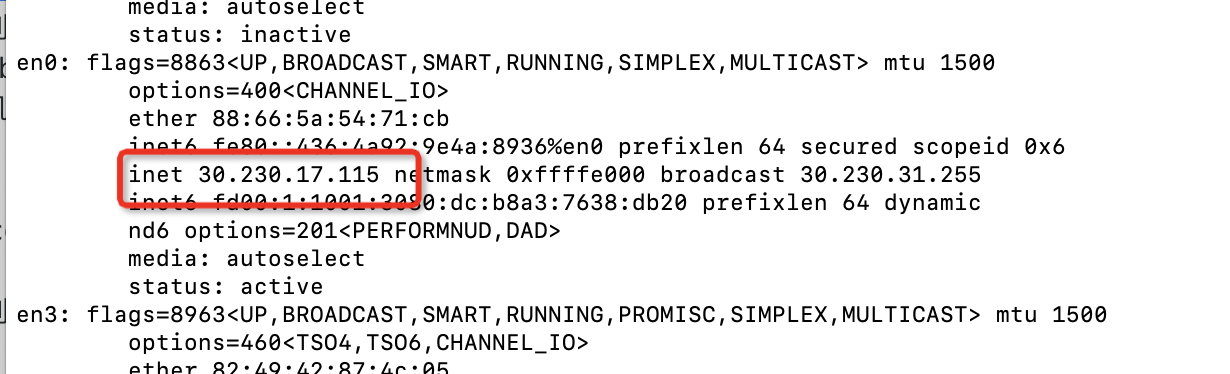 media: autoselect
status: inactive
en0: flags=8863<UP,BROADCAST,SMART,RUNNING,SIMPLEX,MULTICAST> mtu 1500
options=400<CHANNEL_IO>
ether 88:66:5a:54:71:cb
inet6 fe80::436:4a92:9e4a:8936%en0 prefixlen 64 secured scopeid 0x6
inet 30.230.17.115 netmask 0xffffe000 broadcast 30.230.31.255
inet6 fd00:1:1001:3080:dc:b8a3:7638:db20 prefixlen 64 dynamic
nd6 options=201<PERFORMNUD,DAD>
media: autoselect
status: active
en3: flags=8963<UP,BROADCAST,SMART,RUNNING,PROMISC,SIMPLEX,MULTICAST> mtu 1500
options=460<TSO4,TSO6,CHANNEL_IO>
ether 82:49:42:87:4c:05